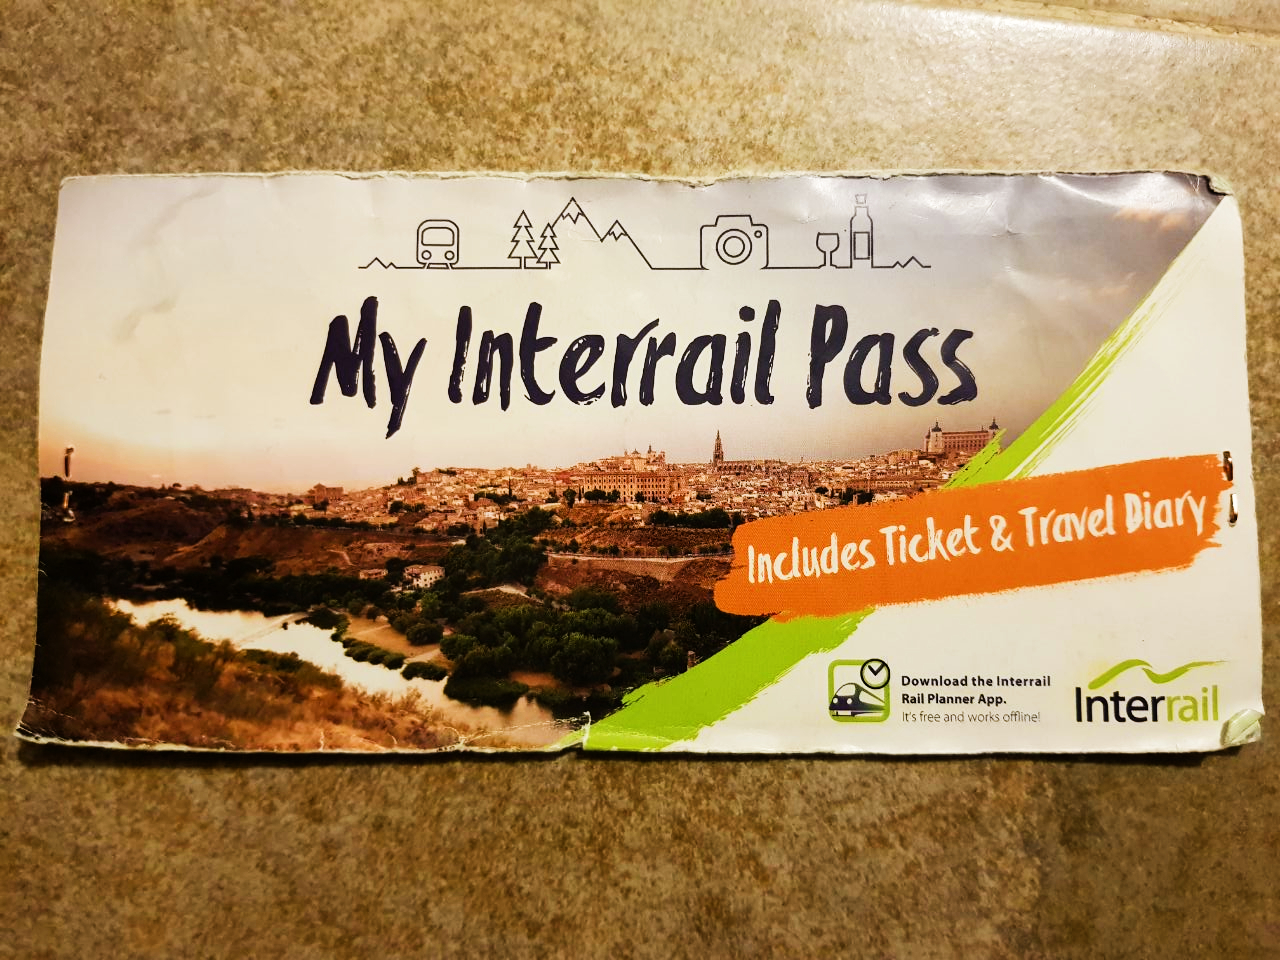 My Interrail Pass
Includes Ticket & Travel Diary
Download the Interrail
Rail Planner App.
It's free and works offline!
Interrail